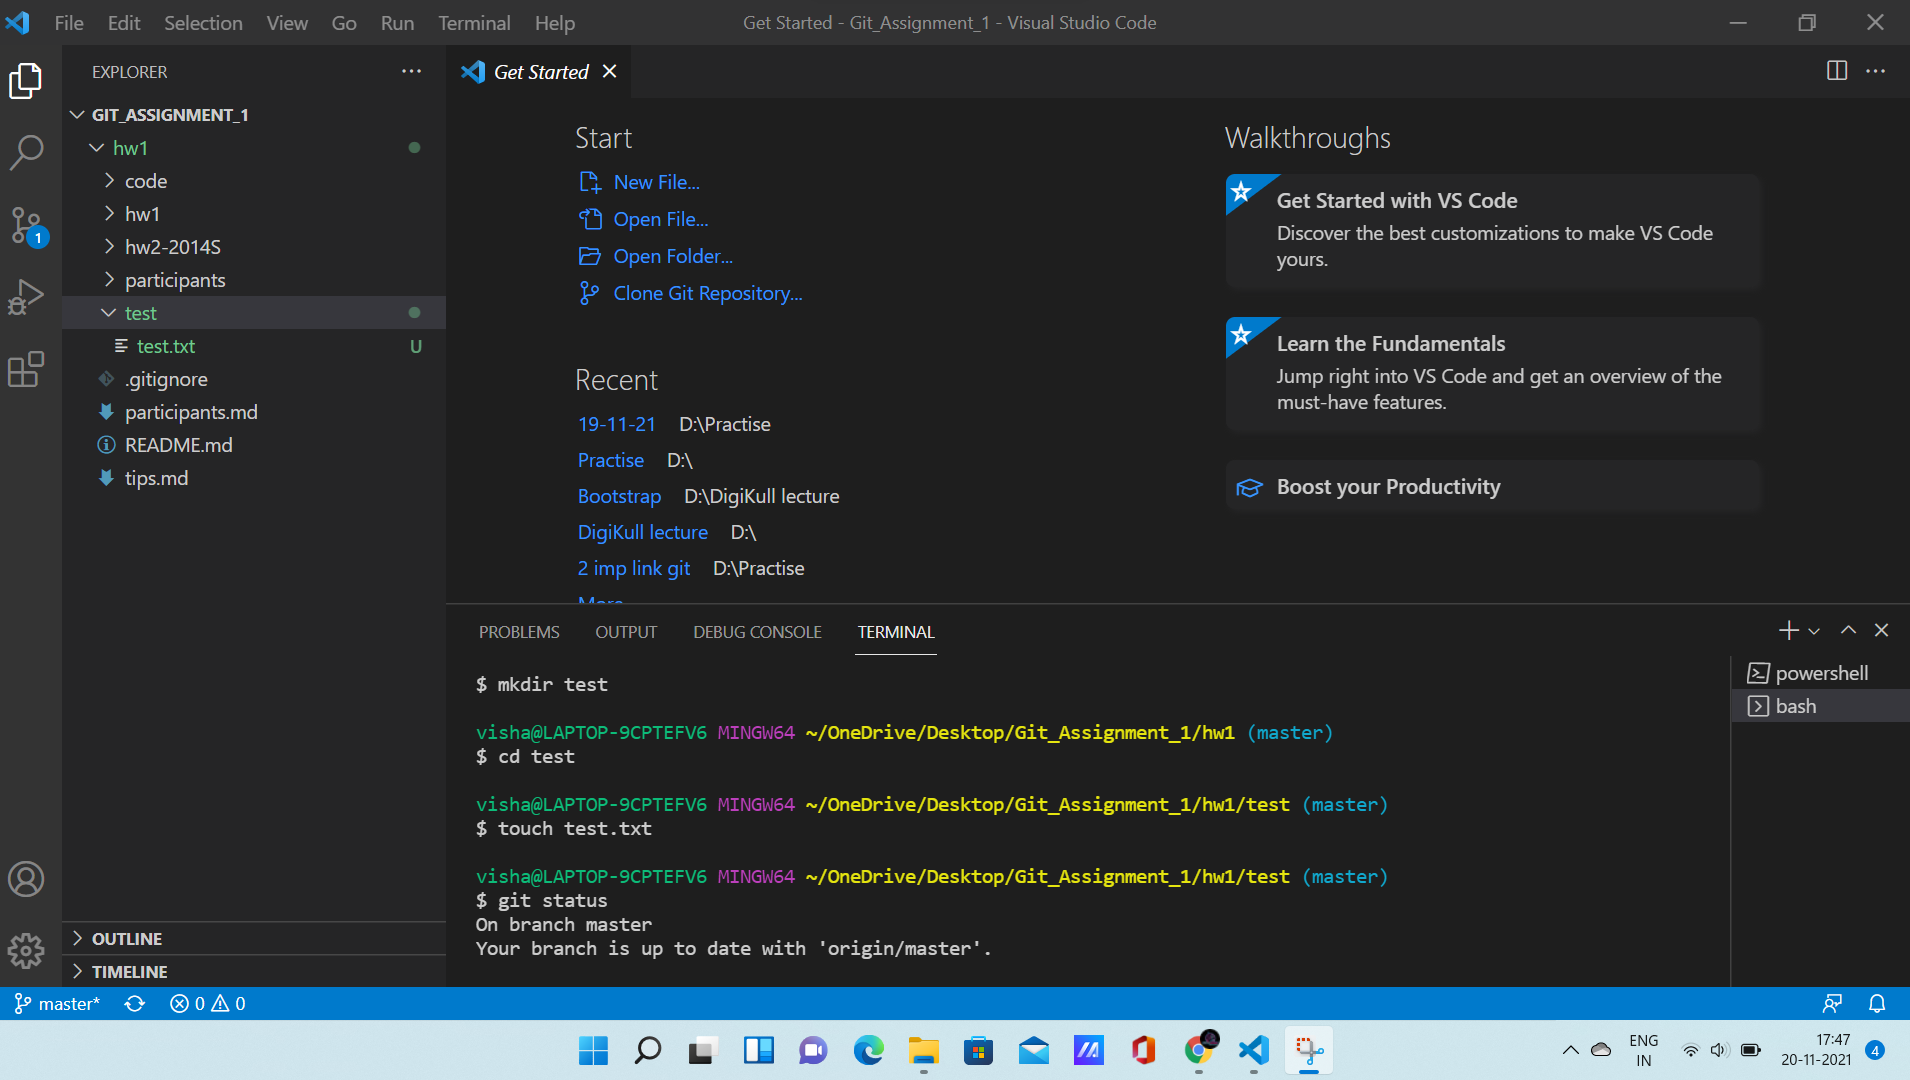 File Edit Selection View Go Run Terminal Help
Get Started - Git_Assignment_1 - Visual Studio Code
EXPLORER
GIT_ASSIGNMENT_1
hw1
code
hw1
hw2-2014S
participants
test
test.txt U
.gitignore
participants.md
README.md
tips.md
OUTLINE
TIMELINE
1
Get Started
Start
New File...
Open File...
Open Folder...
Clone Git Repository...
Recent
19-11-21 D:\Practise
Practise D:\
Bootstrap D:\DigiKull lecture
DigiKull lecture D:\
2 imp link git D:\Practise
More
Walkthroughs
Get Started with VS Code
Discover the best customizations to make VS Code
yours.
Learn the Fundamentals
Jump right into VS Code and get an overview of the
must-have features.
Boost your Productivity
PROBLEMS OUTPUT DEBUG CONSOLE TERMINAL
$ mkdir test
visha@LAPTOP-9CPTEFV6 MINGW64 ~/OneDrive/Desktop/Git_Assignment_1/hw1 (master)
$ cd test
visha@LAPTOP-9CPTEFV6 MINGW64 ~/OneDrive/Desktop/Git_Assignment_1/hw1/test (master)
$ touch test.txt
visha@LAPTOP-9CPTEFV6 MINGW64 ~/OneDrive/Desktop/Git_Assignment_1/hw1/test (master)
$ git status
On branch master
Your branch is up to date with 'origin/master'.
powershell
bash
master* 0 0
ENG
IN
17:47
20-11-2021
4